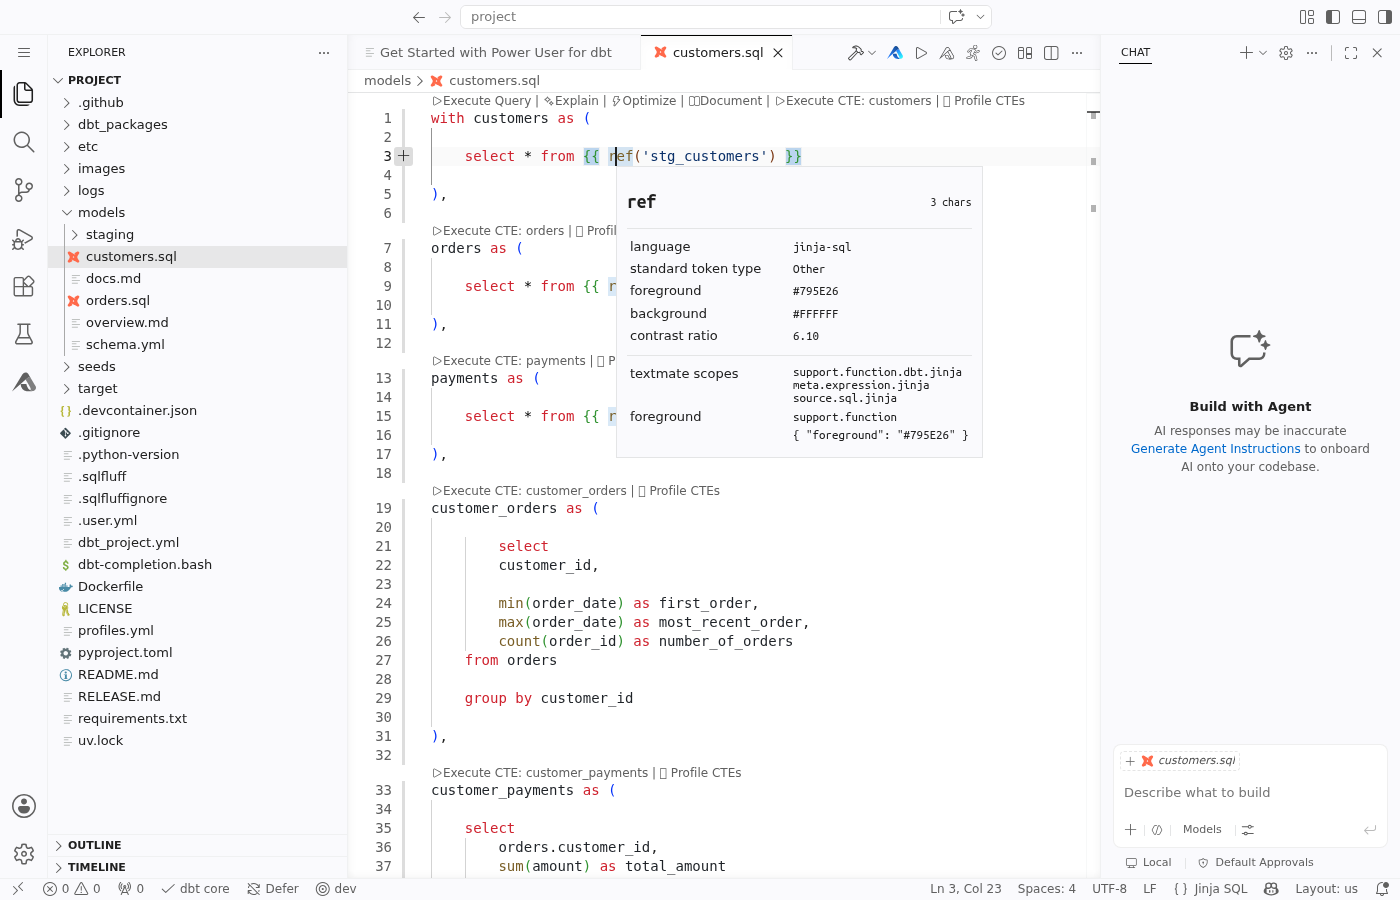 project
EXPLORER
PROJECT
.github
dbt_packages
etc
images
logs
models
staging
customers.sql
docs.md
orders.sql
overview.md
schema.yml
seeds
target
.devcontainer.json
.gitignore
.python-version
.sqlfluff
.sqlfluffignore
.user.yml
dbt_project.yml
dbt-completion.bash
Dockerfile
LICENSE
profiles.yml
pyproject.toml
README.md
RELEASE.md
requirements.txt
uv.lock
OUTLINE
TIMELINE
Get Started with Power User for dbt
customers.sql
models > customers.sql
Execute Query | Explain | Optimize | Document | Execute CTE: customers | Profile CTEs
1 with customers as (
2
3 select * from {{ ref('stg_customers') }}
4
5 ),
6
Execute CTE: orders | Profil
7 orders as (
8
9 select * from {{ r
10
11 ),
12
Execute CTE: payments | P
13 payments as (
14
15 select * from {{ r
16
17 ),
18
Execute CTE: customer_orders | Profile CTEs
19 customer_orders as (
20
21 select
22 customer_id,
23
24 min(order_date) as first_order,
25 max(order_date) as most_recent_order,
26 count(order_id) as number_of_orders
27 from orders
28
29 group by customer_id
30
31 ),
32
Execute CTE: customer_payments | Profile CTEs
33 customer_payments as (
34
35 select
36 orders.customer_id,
37 sum(amount) as total_amount
ref 3 chars
language jinja-sql
standard token type Other
foreground #795E26
background #FFFFFF
contrast ratio 6.10
textmate scopes support.function.dbt.jinja
meta.expression.jinja
source.sql.jinja
foreground support.function
{ "foreground": "#795E26" }
CHAT
Build with Agent
AI responses may be inaccurate
Generate Agent Instructions to onboard
AI onto your codebase.
customers.sql
Describe what to build
Models
Local
Default Approvals
0 0 0 dbt core Defer dev
Ln 3, Col 23 Spaces: 4 UTF-8 LF { } Jinja SQL Layout: us